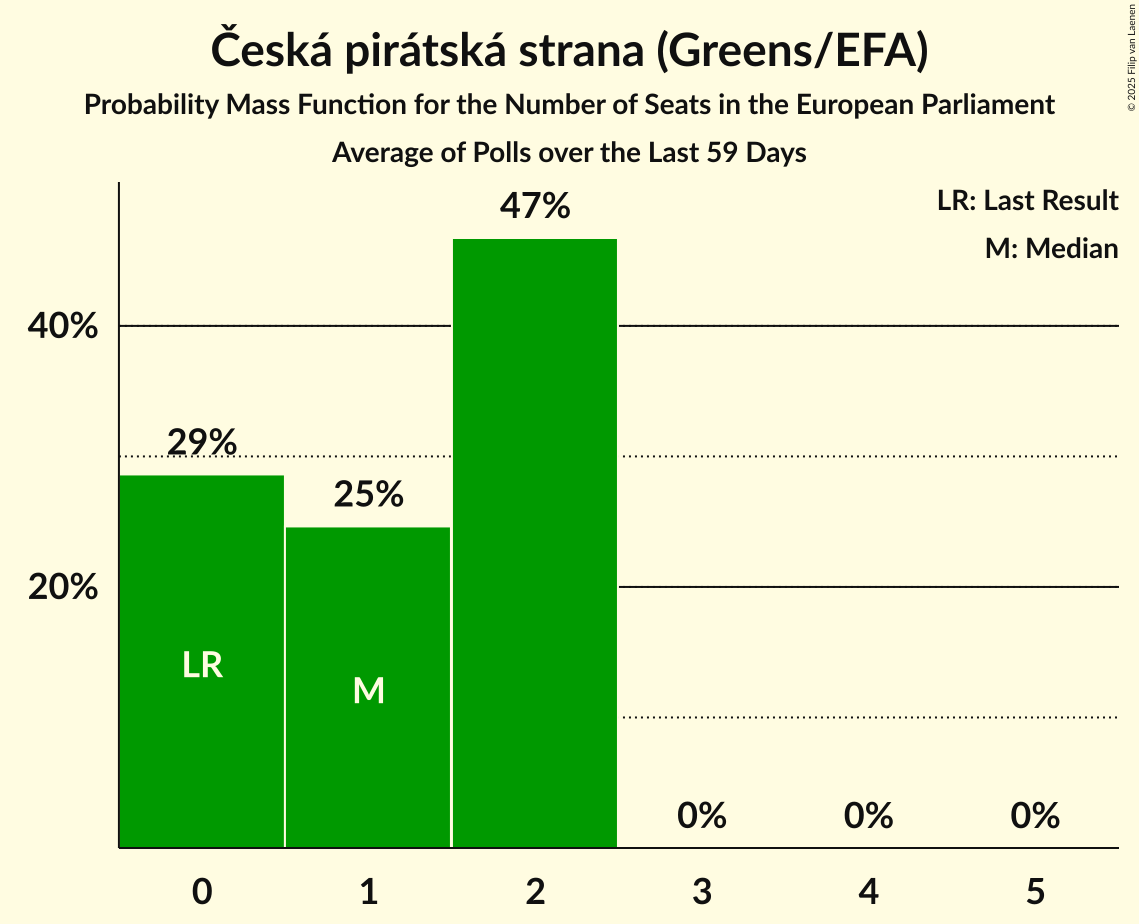 Česká pirátská strana (Greens/EFA)
Probability Mass Function for the Number of Seats in the European Parliament
Average of Polls over the Last 59 Days
© 2025 Filip van Laenen
LR: Last Result
M: Median
47%
40%
29%
25%
20%
LR
M
0% 0% 0%
0 1 2 3 4 5